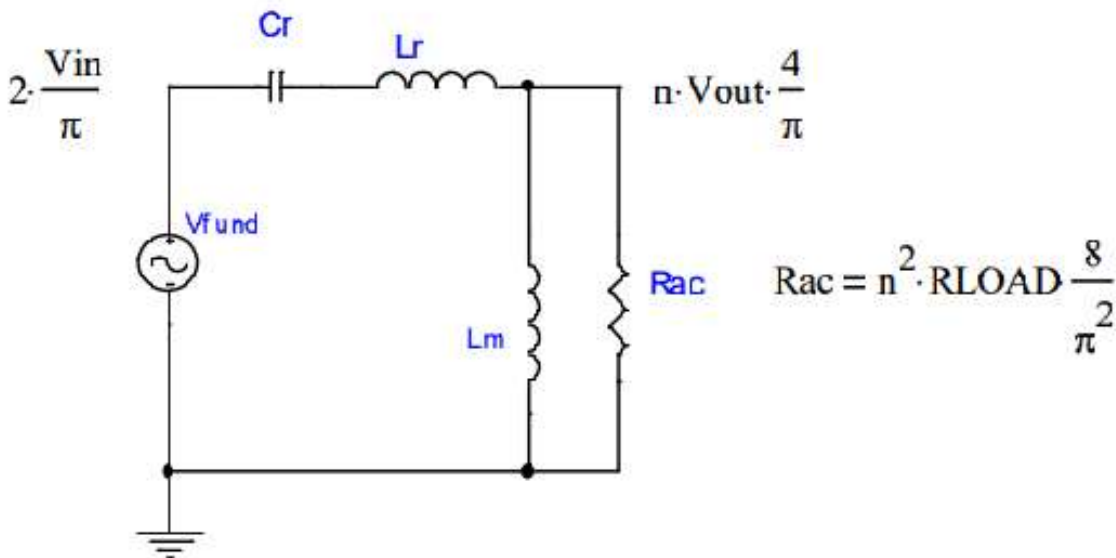 Cr
Lr
2·Vin/π
n·Vout·4/π
Vfund
Lm
Rac
Rac = n²·RLOAD 8/π²